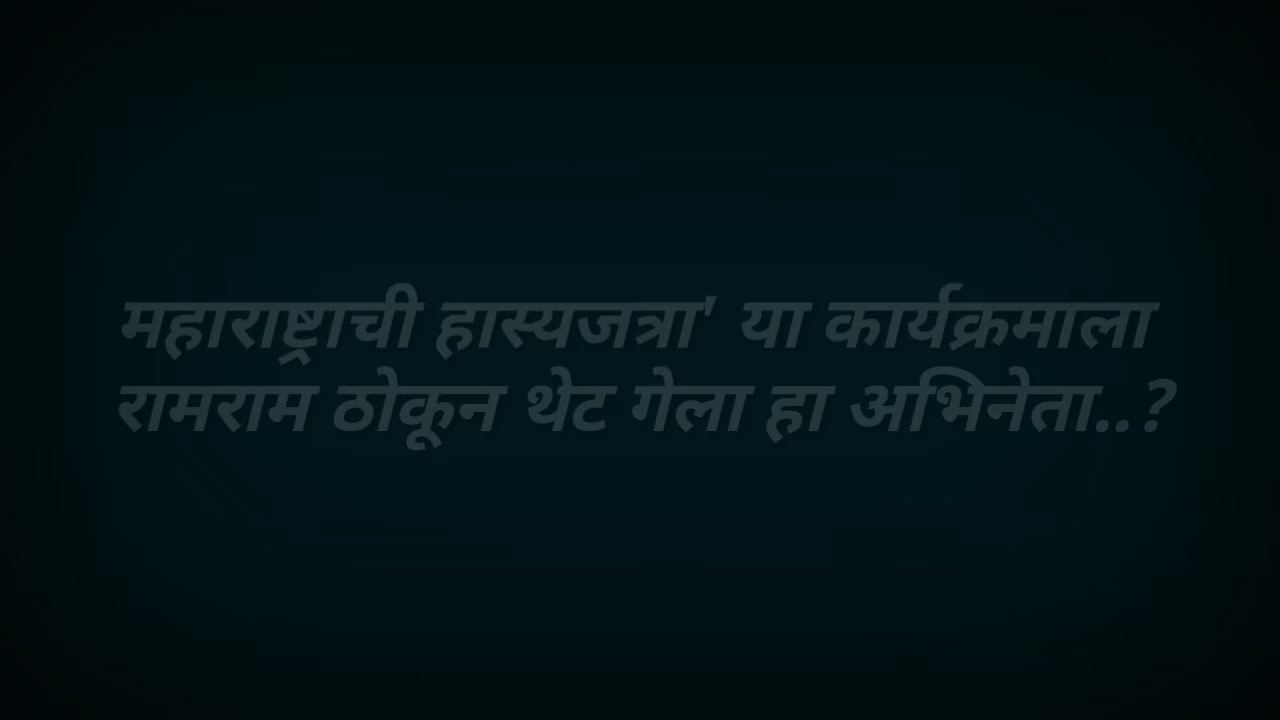 महाराष्ट्राची हास्यजत्रा' या कार्यक्रमाला
रामराम ठोकून थेट गेला हा अभिनेता..?